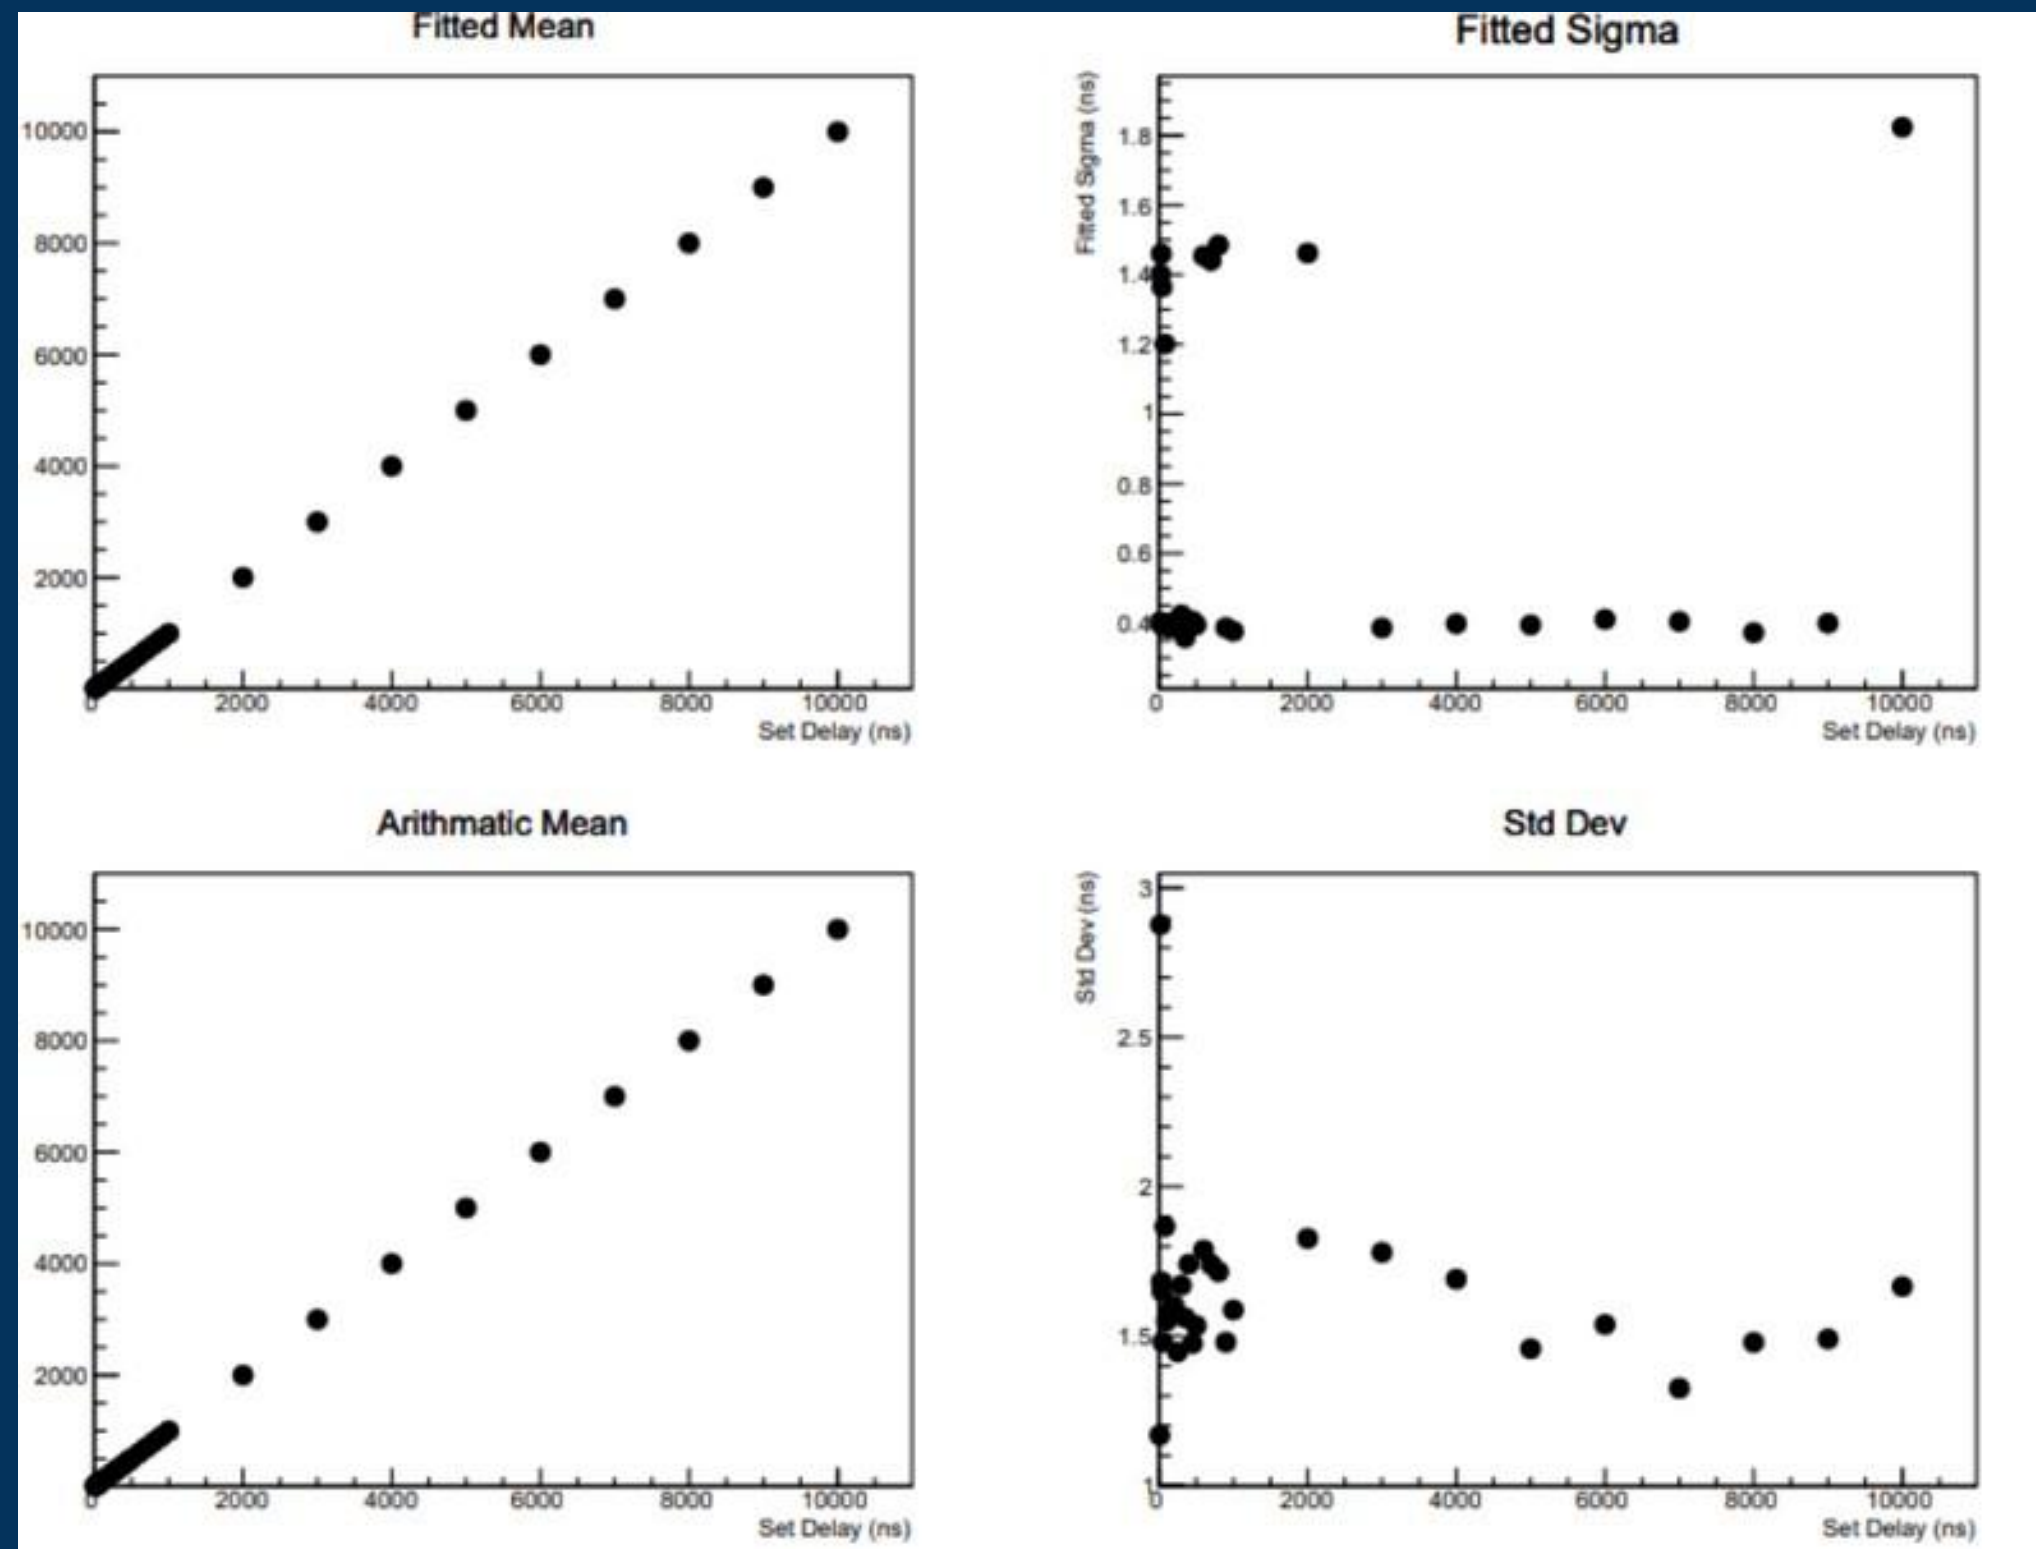 Fitted Mean
10000
8000
6000
4000
2000
0 2000 4000 6000 8000 10000
Set Delay (ns)
Fitted Sigma
Fitted Sigma (ns)
1.8
1.6
1.4
1.2
1
0.8
0.6
0.4
0 2000 4000 6000 8000 10000
Set Delay (ns)
Arithmatic Mean
10000
8000
6000
4000
2000
0 2000 4000 6000 8000 10000
Set Delay (ns)
Std Dev
Std Dev (ns)
3
2.5
2
1.5
1
0 2000 4000 6000 8000 10000
Set Delay (ns)